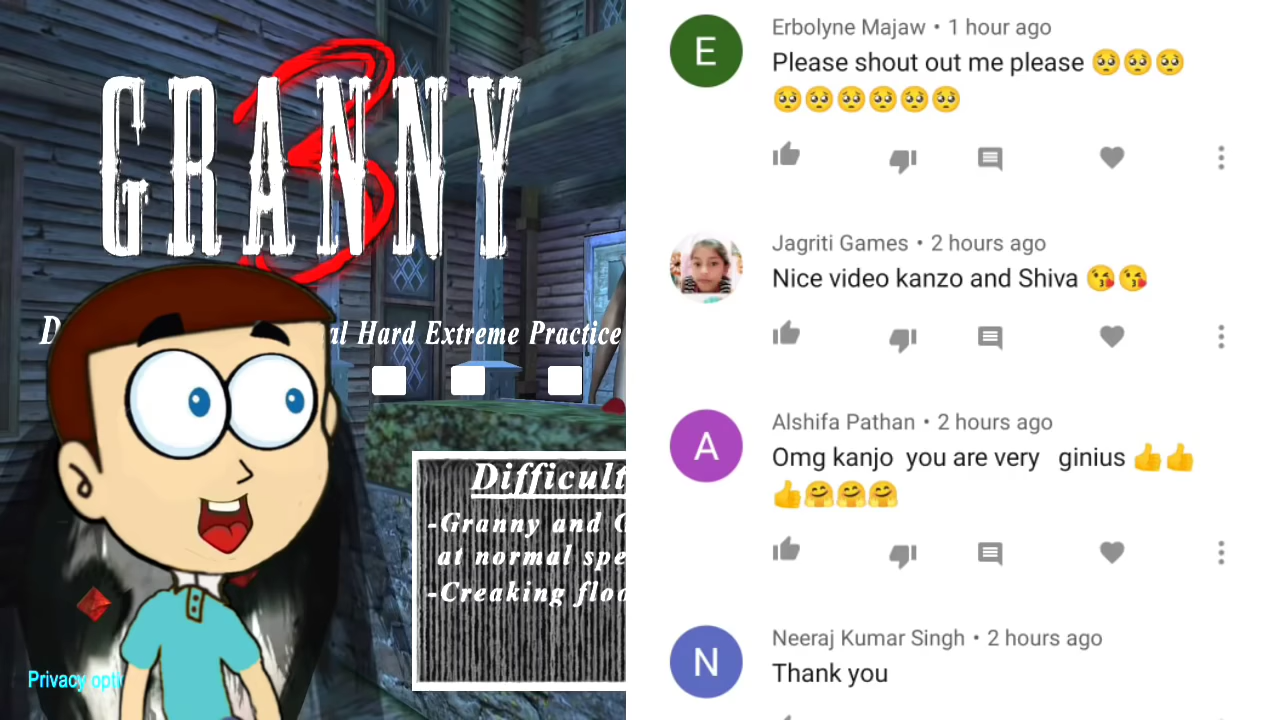 GRANNY
3
al Hard Extreme Practice
Difficult
-Granny and G
at normal spe
-Creaking floo
Privacy opti
E
Erbolyne Majaw • 1 hour ago
Please shout out me please 🥺🥺🥺
🥺🥺🥺🥺🥺🥺
Jagriti Games • 2 hours ago
Nice video kanzo and Shiva 😘😘
A
Alshifa Pathan • 2 hours ago
Omg kanjo you are very ginius 👍👍
👍🤗🤗🤗
N
Neeraj Kumar Singh • 2 hours ago
Thank you